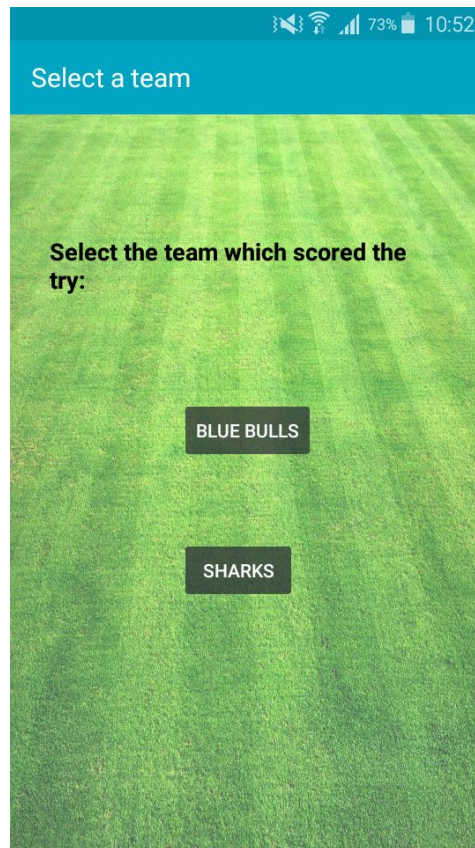 73% 10:52
Select a team
Select the team which scored the
try:
BLUE BULLS
SHARKS